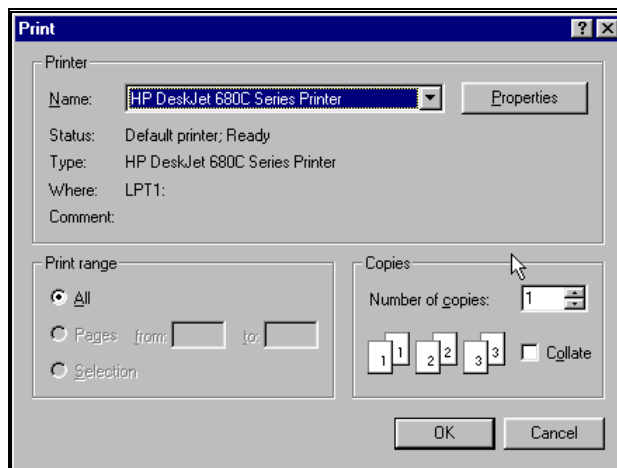 Print
Printer
Name: HP DeskJet 680C Series Printer Properties
Status: Default printer; Ready
Type: HP DeskJet 680C Series Printer
Where: LPT1:
Comment:
Print range
All
Pages from: to:
Selection
Copies
Number of copies: 1
1 1 2 2 3 3 Collate
OK Cancel